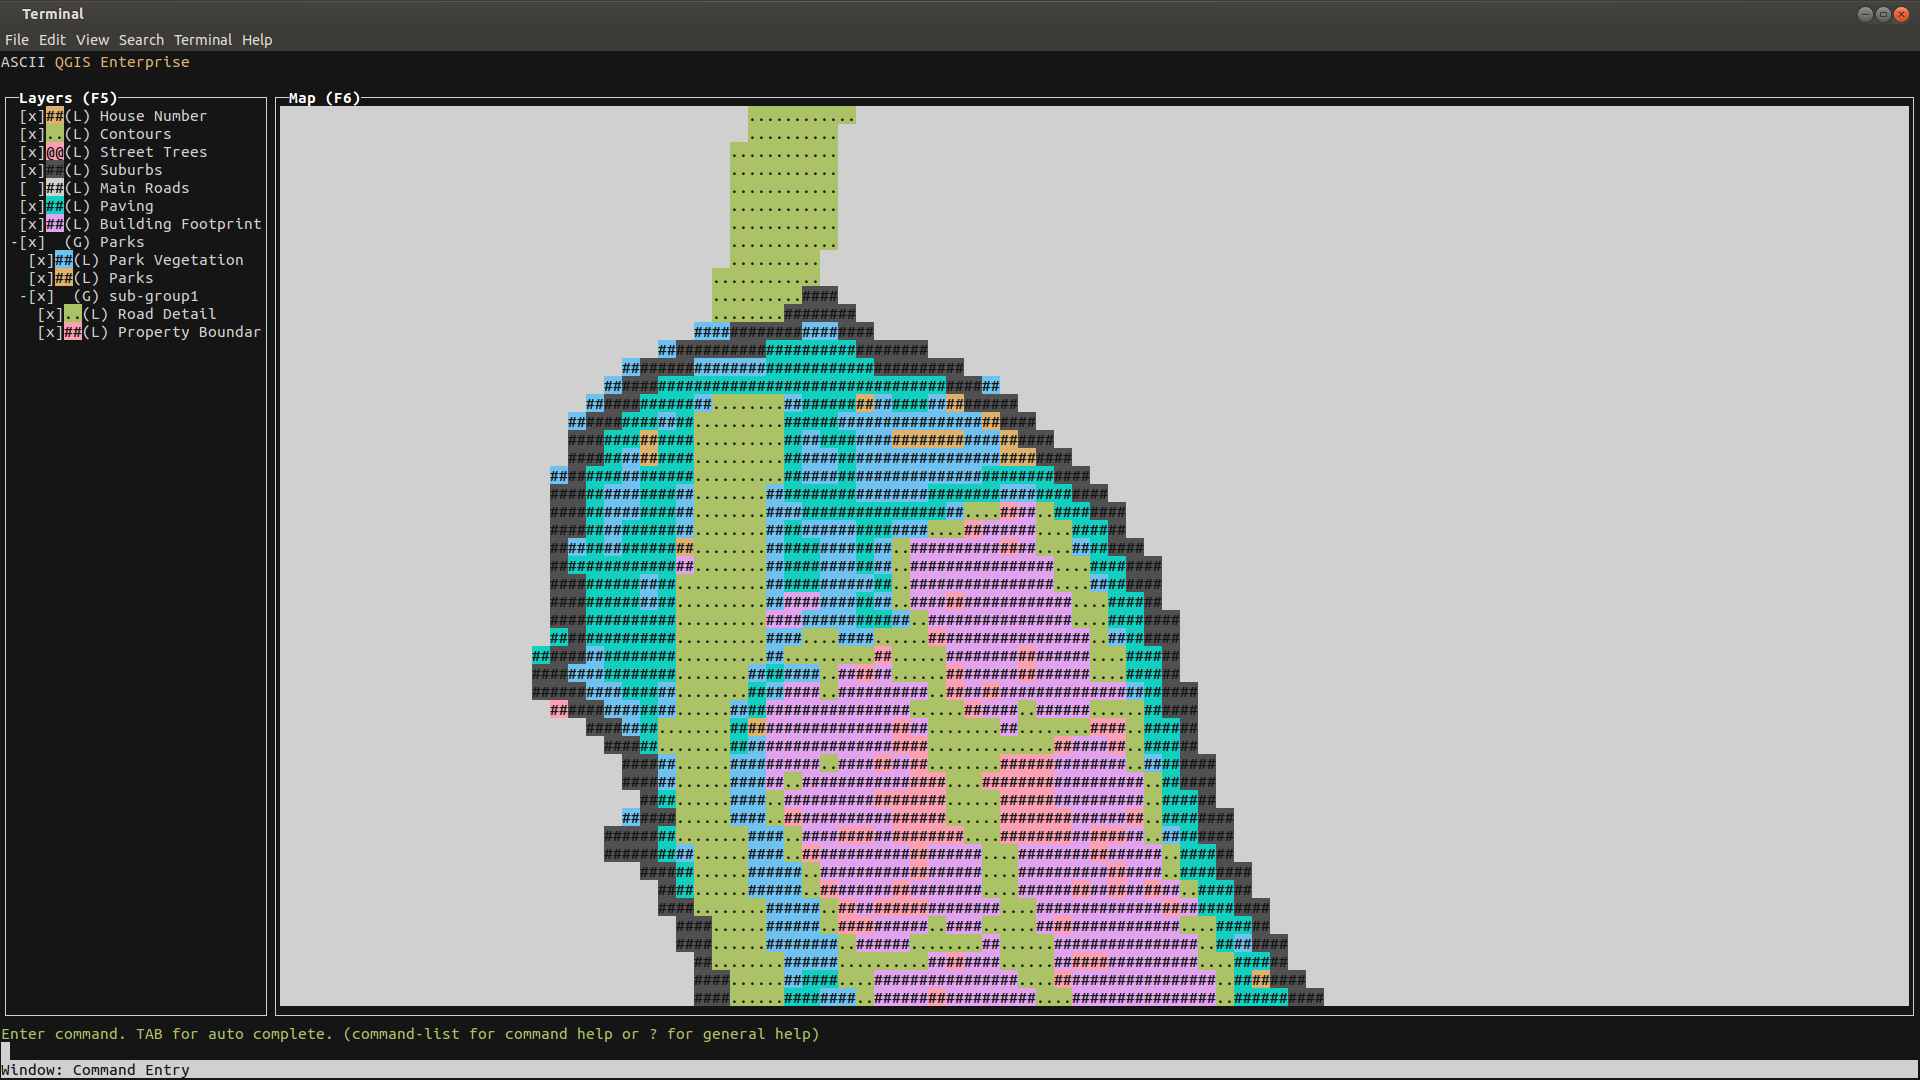 Terminal
File Edit View Search Terminal Help
ASCII QGIS Enterprise
Layers (F5)
[x]##(L) House Number
[x]..(L) Contours
[x]@@(L) Street Trees
[x]##(L) Suburbs
[ ]##(L) Main Roads
[x]##(L) Paving
[x]##(L) Building Footprint
-[x]  (G) Parks
[x]##(L) Park Vegetation
[x]##(L) Parks
-[x]  (G) sub-group1
[x]..(L) Road Detail
[x]##(L) Property Boundar
Map (F6)
Enter command. TAB for auto complete. (command-list for command help or ? for general help)
Window: Command Entry